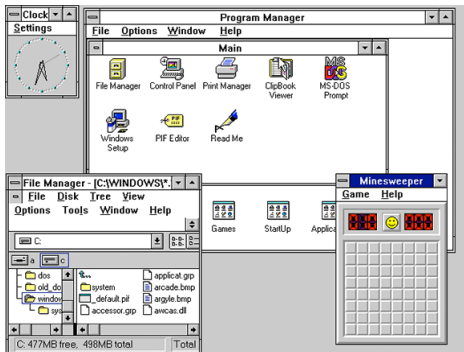 Clock
Settings
Program Manager
File Options Window Help
Main
File Manager
Control Panel
Print Manager
ClipBook
Viewer
MS-DOS
Prompt
Windows
Setup
PIF Editor
Read Me
Games
StartUp
File Manager - [C:\WINDOWS\*.
File Disk Tree View
Options Tools Window Help
C:
a
c
dos
old_do
window
sys
system
_default.pif
accessor.grp
applicat.grp
arcade.bmp
argyle.bmp
awcas.dll
C: 477MB free, 498MB total
Total
Minesweeper
Game Help